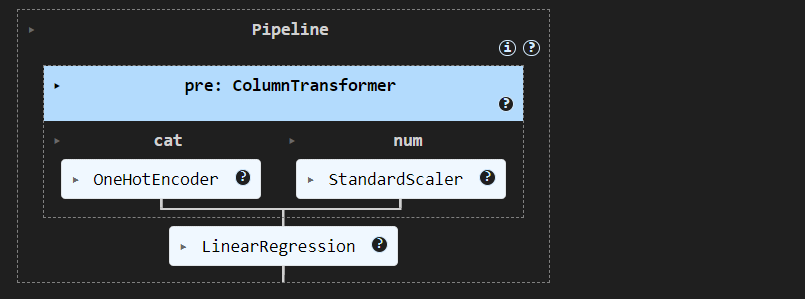 Pipeline
i ?
pre: ColumnTransformer
?
cat num
OneHotEncoder ? StandardScaler ?
LinearRegression ?